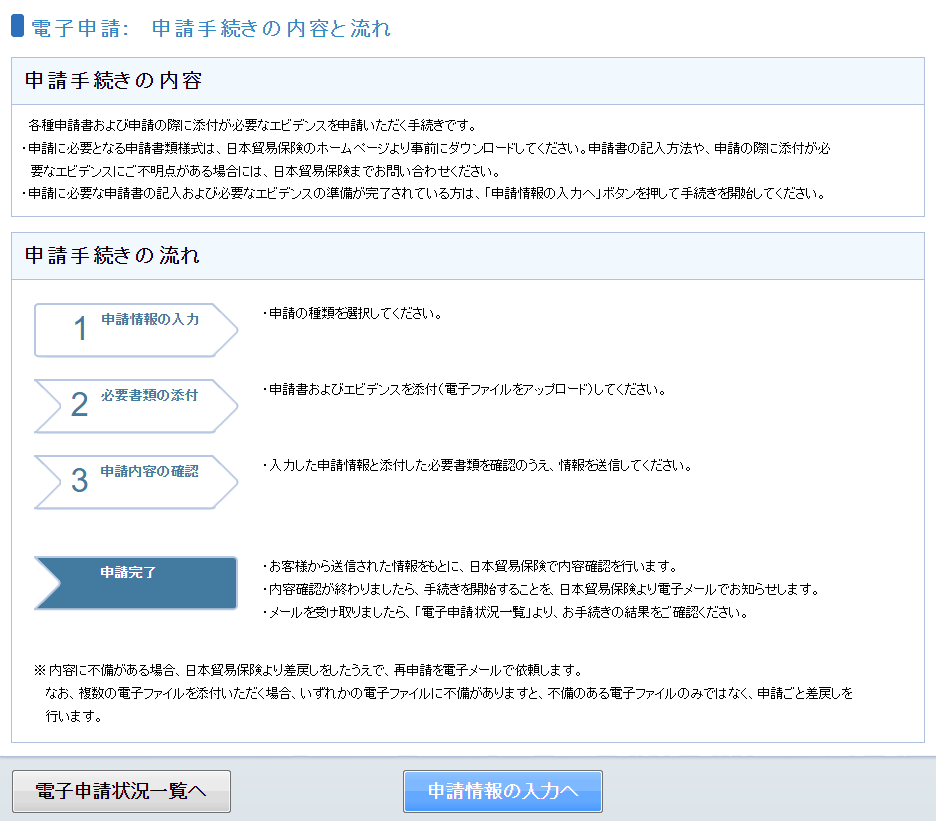 電子申請: 申請手続きの内容と流れ
申請手続きの内容
各種申請書および申請の際に添付が必要なエビデンスを申請いただく手続きです。
・申請に必要となる申請書類様式は、日本貿易保険のホームページより事前にダウンロードしてください。申請書の記入方法や、申請の際に添付が必
要なエビデンスにご不明点がある場合には、日本貿易保険までお問い合わせください。
・申請に必要な申請書の記入および必要なエビデンスの準備が完了されている方は、「申請情報の入力へ」ボタンを押して手続きを開始してください。
申請手続きの流れ
1 申請情報の入力
・申請の種類を選択してください。
2 必要書類の添付
・申請書およびエビデンスを添付(電子ファイルをアップロード)してください。
3 申請内容の確認
・入力した申請情報と添付した必要書類を確認のうえ、情報を送信してください。
申請完了
・お客様から送信された情報をもとに、日本貿易保険で内容確認を行います。
・内容確認が終わりましたら、手続きを開始することを、日本貿易保険より電子メールでお知らせします。
・メールを受け取りましたら、「電子申請状況一覧」より、お手続きの結果をご確認ください。
※内容に不備がある場合、日本貿易保険より差戻しをしたうえで、再申請を電子メールで依頼します。
なお、複数の電子ファイルを添付いただく場合、いずれかの電子ファイルに不備がありますと、不備のある電子ファイルのみではなく、申請ごと差戻しを
行います。
電子申請状況一覧へ
申請情報の入力へ